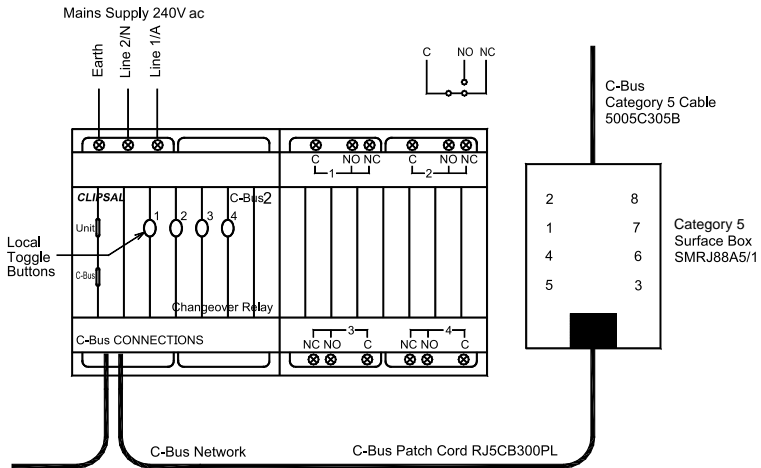 Mains Supply 240V ac
Earth
Line 2/N
Line 1/A
C NO NC
C-Bus
Category 5 Cable
5005C305B
C NO NC C NO NC
1 2
CLIPSAL C-Bus2
Unit 1 2 3 4
C-Bus
Local
Toggle
Buttons
Changeover Relay
2 8
1 7
4 6
5 3
Category 5
Surface Box
SMRJ88A5/1
C-Bus CONNECTIONS
3 4
NC NO C NC NO C
C-Bus Network
C-Bus Patch Cord RJ5CB300PL